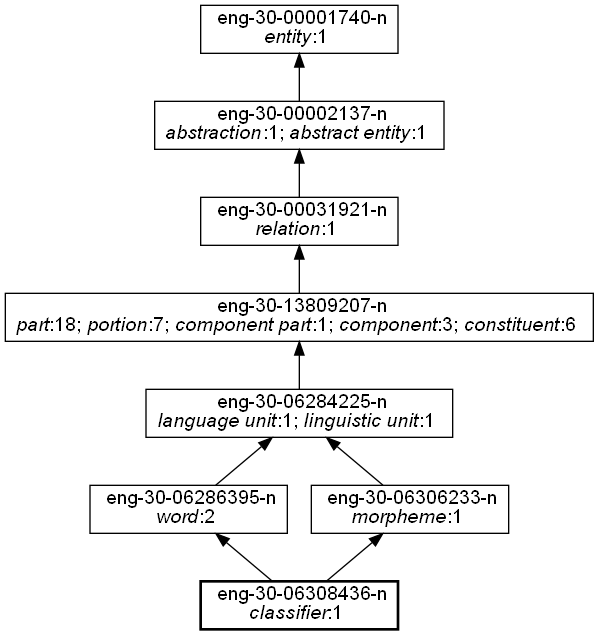 eng-30-00001740-n
entity:1
eng-30-00002137-n
abstraction:1; abstract entity:1
eng-30-00031921-n
relation:1
eng-30-13809207-n
part:18; portion:7; component part:1; component:3; constituent:6
eng-30-06284225-n
language unit:1; linguistic unit:1
eng-30-06286395-n
word:2
eng-30-06306233-n
morpheme:1
eng-30-06308436-n
classifier:1